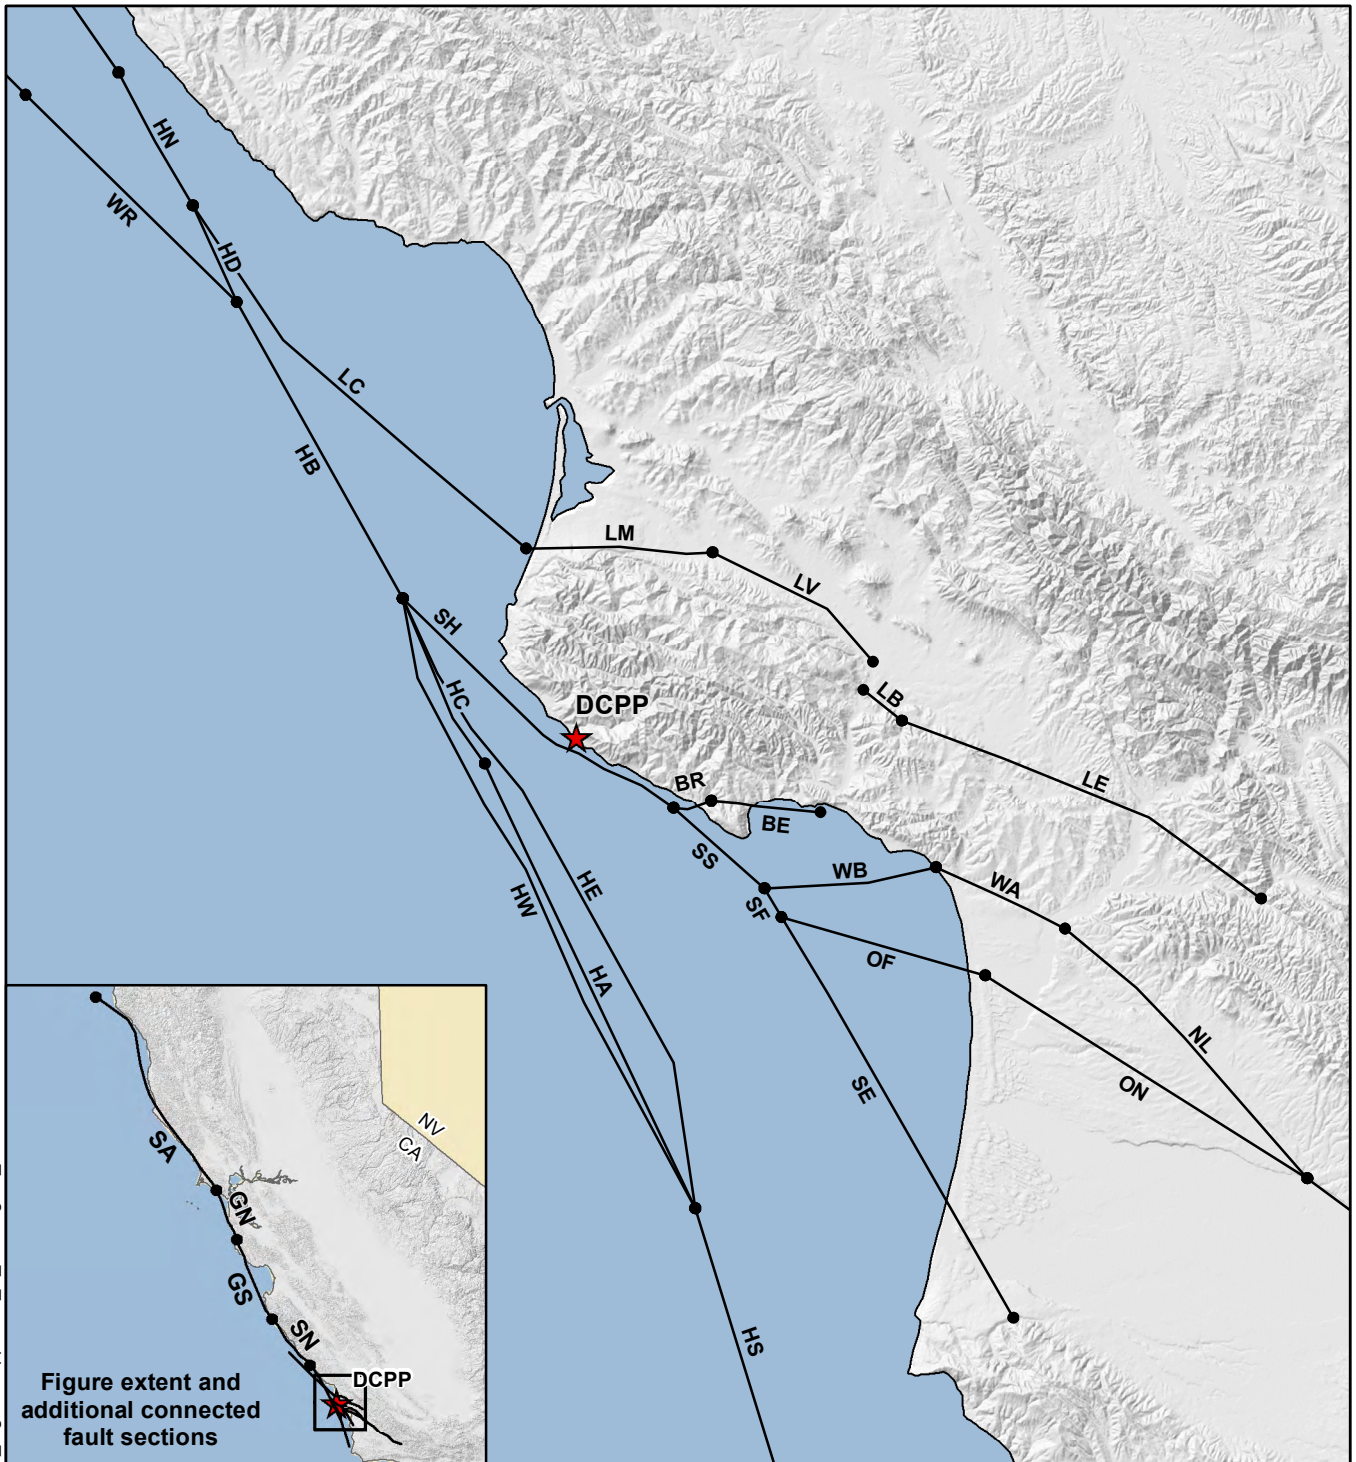 HN
WR
HD
LC
HB
LM
LV
SH
HC
LB
DCPP
LE
BR
BE
SS
WB
WA
HE
HW
SF
OF
HA
NL
SE
ON
HS
NV
CA
SA
GN
GS
SN
DCPP
Figure extent and
additional connected
fault sections